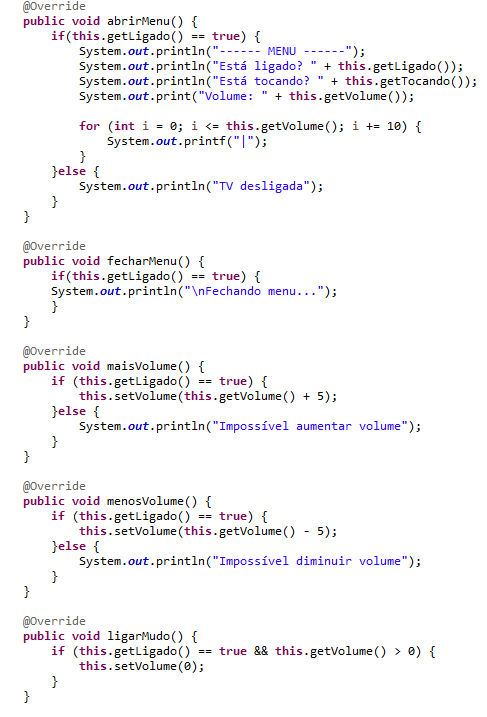 @Override
public void abrirMenu() {
    if(this.getLigado() == true) {
        System.out.println("------ MENU ------");
        System.out.println("Está ligado? " + this.getLigado());
        System.out.println("Está tocando? " + this.getTocando());
        System.out.print("Volume: " + this.getVolume());

        for (int i = 0; i <= this.getVolume(); i += 10) {
            System.out.printf("|");
        }
    }else {
        System.out.println("TV desligada");
    }
}

@Override
public void fecharMenu() {
    if(this.getLigado() == true) {
    System.out.println("\nFechando menu...");
    }
}

@Override
public void maisVolume() {
    if (this.getLigado() == true) {
        this.setVolume(this.getVolume() + 5);
    }else {
        System.out.println("Impossível aumentar volume");
    }
}

@Override
public void menosVolume() {
    if (this.getLigado() == true) {
        this.setVolume(this.getVolume() - 5);
    }else {
        System.out.println("Impossível diminuir volume");
    }
}

@Override
public void ligarMudo() {
    if (this.getLigado() == true && this.getVolume() > 0) {
        this.setVolume(0);
    }
}